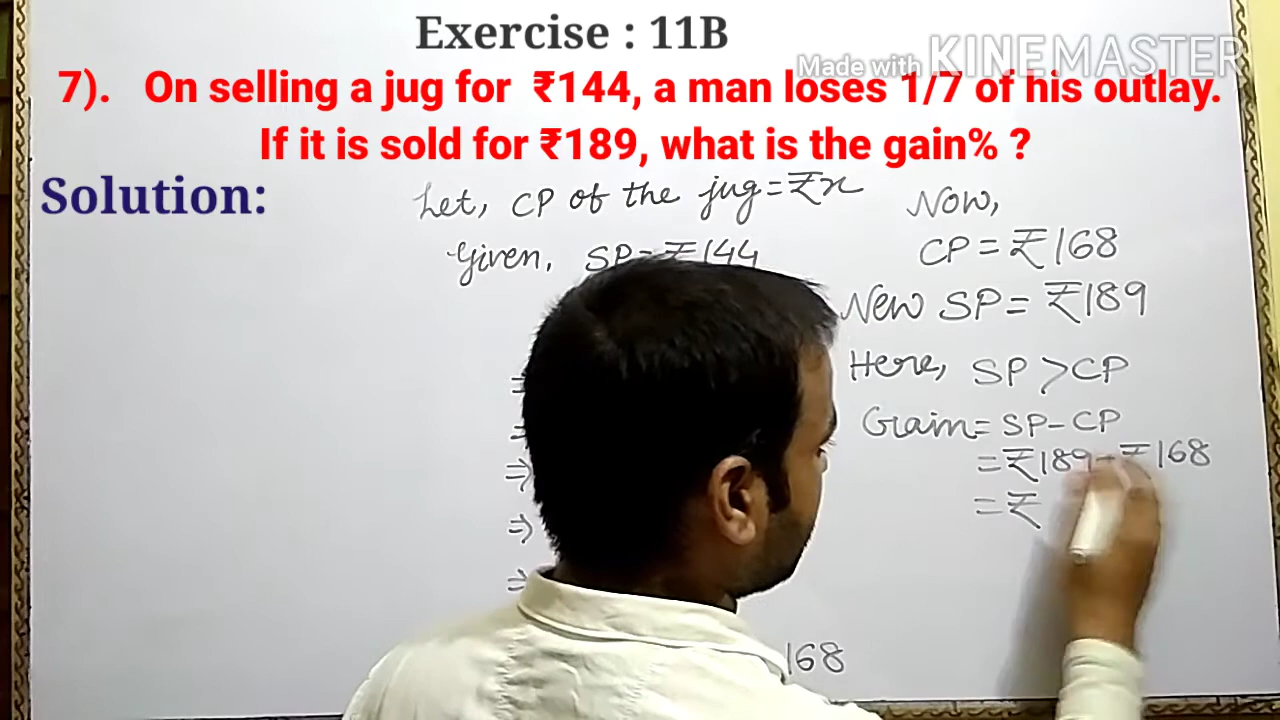 Exercise : 11B
Made with KINEMASTER
7). On selling a jug for ₹144, a man loses 1/7 of his outlay.
If it is sold for ₹189, what is the gain% ?
Solution:
Let, CP of the jug = ₹x
Given, SP = ₹144
⇒
⇒
⇒
⇒
⇒
168
Now,
CP = ₹168
New SP = ₹189
Here, SP > CP
Gain = SP - CP
= ₹189 - ₹168
= ₹